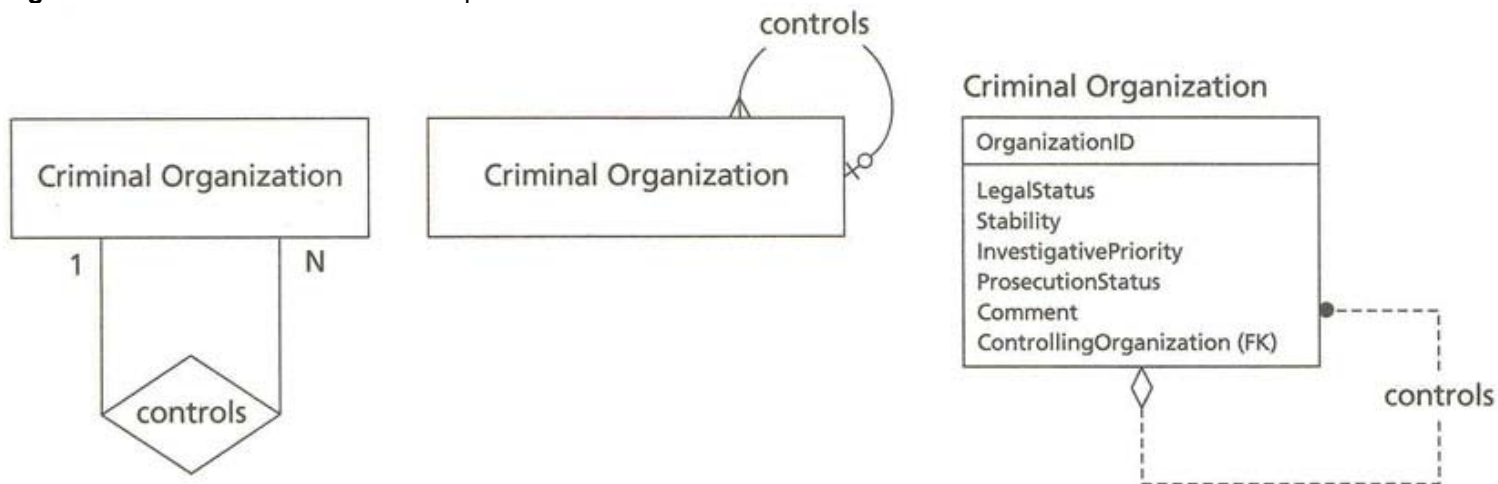 controls
Criminal Organization
1
N
controls
Criminal Organization
Criminal Organization
OrganizationID
LegalStatus
Stability
InvestigativePriority
ProsecutionStatus
Comment
ControllingOrganization (FK)
controls